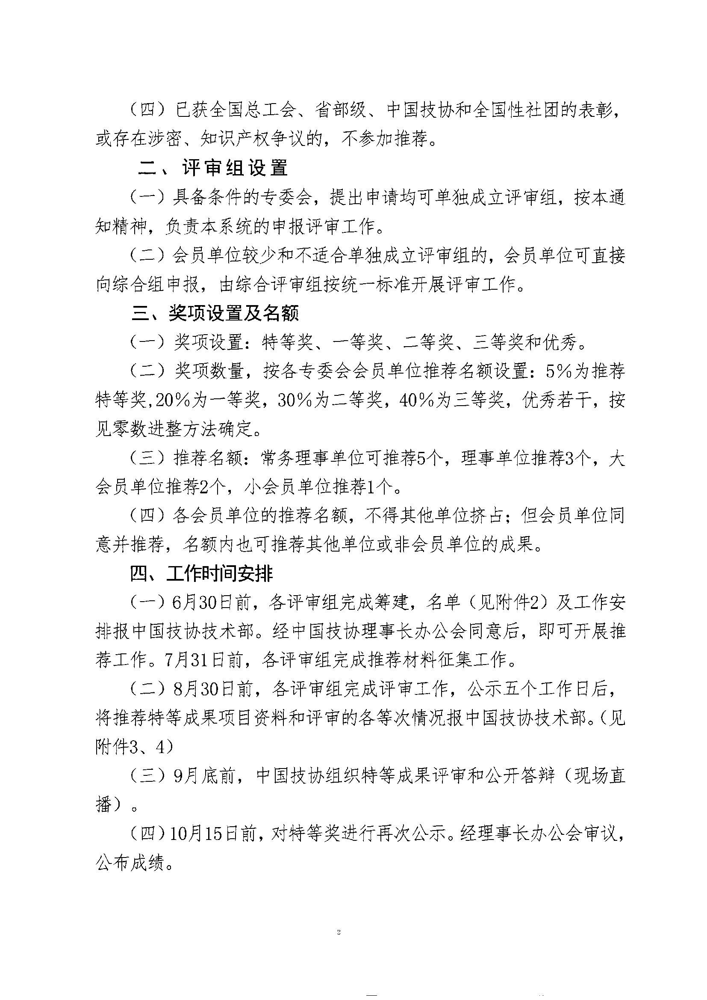 （四）已获全国总工会、省部级、中国技协和全国性社团的表彰，
或存在涉密、知识产权争议的，不参加推荐。
二、评审组设置
（一）具备条件的专委会，提出申请均可单独成立评审组，按本通
知精神，负责本系统的申报评审工作。
（二）会员单位较少和不适合单独成立评审组的，会员单位可直接
向综合组申报，由综合评审组按统一标准开展评审工作。
三、奖项设置及名额
（一）奖项设置：特等奖、一等奖、二等奖、三等奖和优秀。
（二）奖项数量，按各专委会会员单位推荐名额设置：5%为推荐
特等奖,20%为一等奖，30%为二等奖，40%为三等奖，优秀若干，按
见零数进整方法确定。
（三）推荐名额：常务理事单位可推荐5个，理事单位推荐3个，大
会员单位推荐2个，小会员单位推荐1个。
（四）各会员单位的推荐名额，不得其他单位挤占；但会员单位同
意并推荐，名额内也可推荐其他单位或非会员单位的成果。
四、工作时间安排
（一）6月30日前，各评审组完成筹建，名单（见附件2）及工作安
排报中国技协技术部。经中国技协理事长办公会同意后，即可开展推
荐工作。7月31日前，各评审组完成推荐材料征集工作。
（二）8月30日前，各评审组完成评审工作，公示五个工作日后，
将推荐特等成果项目资料和评审的各等次情况报中国技协技术部。（见
附件3、4）
（三）9月底前，中国技协组织特等成果评审和公开答辩（现场直
播）。
（四）10月15日前，对特等奖进行再次公示。经理事长办公会审议，
公布成绩。
2